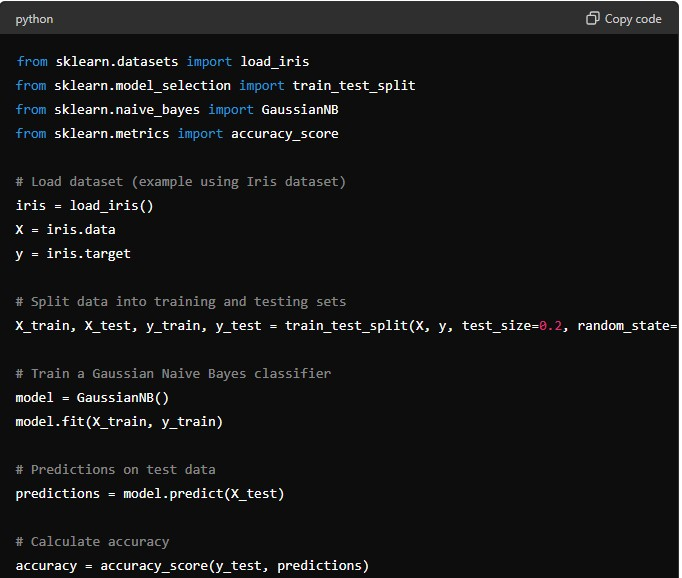 python
Copy code
from sklearn.datasets import load_iris
from sklearn.model_selection import train_test_split
from sklearn.naive_bayes import GaussianNB
from sklearn.metrics import accuracy_score
# Load dataset (example using Iris dataset)
iris = load_iris()
X = iris.data
y = iris.target
# Split data into training and testing sets
X_train, X_test, y_train, y_test = train_test_split(X, y, test_size=0.2, random_state=
# Train a Gaussian Naive Bayes classifier
model = GaussianNB()
model.fit(X_train, y_train)
# Predictions on test data
predictions = model.predict(X_test)
# Calculate accuracy
accuracy = accuracy_score(y_test, predictions)